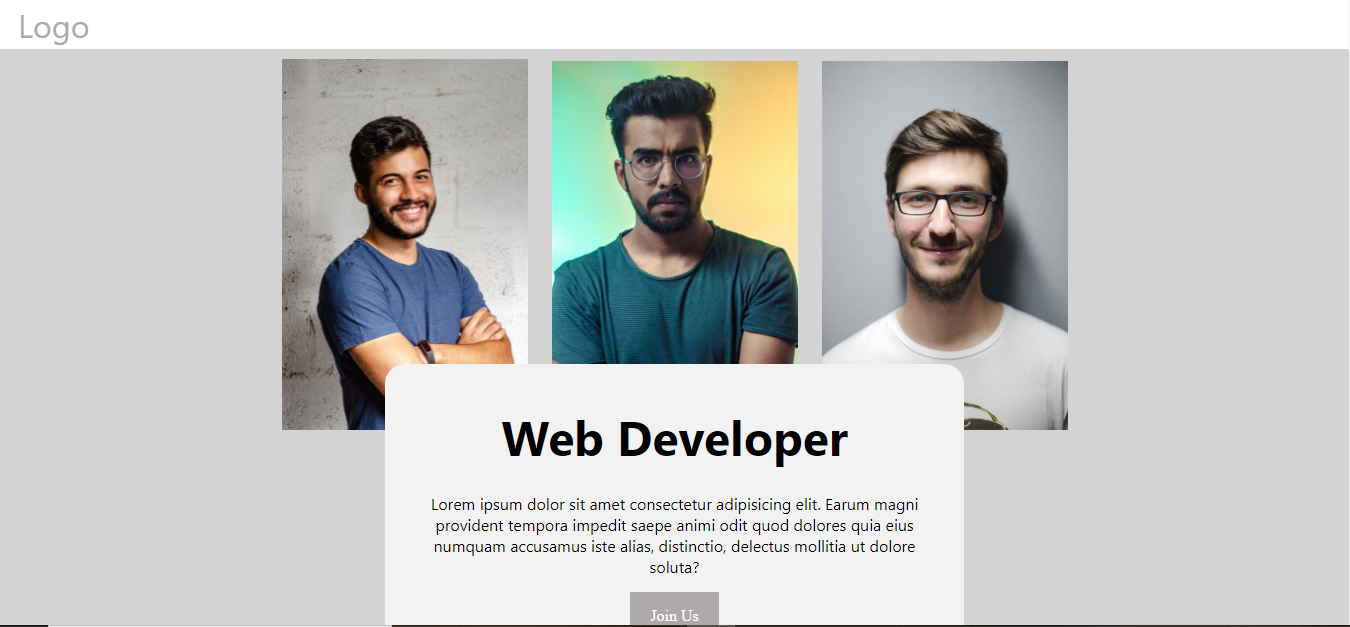 Logo
Web Developer
Lorem ipsum dolor sit amet consectetur adipisicing elit. Earum magni
provident tempora impedit saepe animi odit quod dolores quia eius
numquam accusamus iste alias, distinctio, delectus mollitia ut dolore
soluta?
Join Us